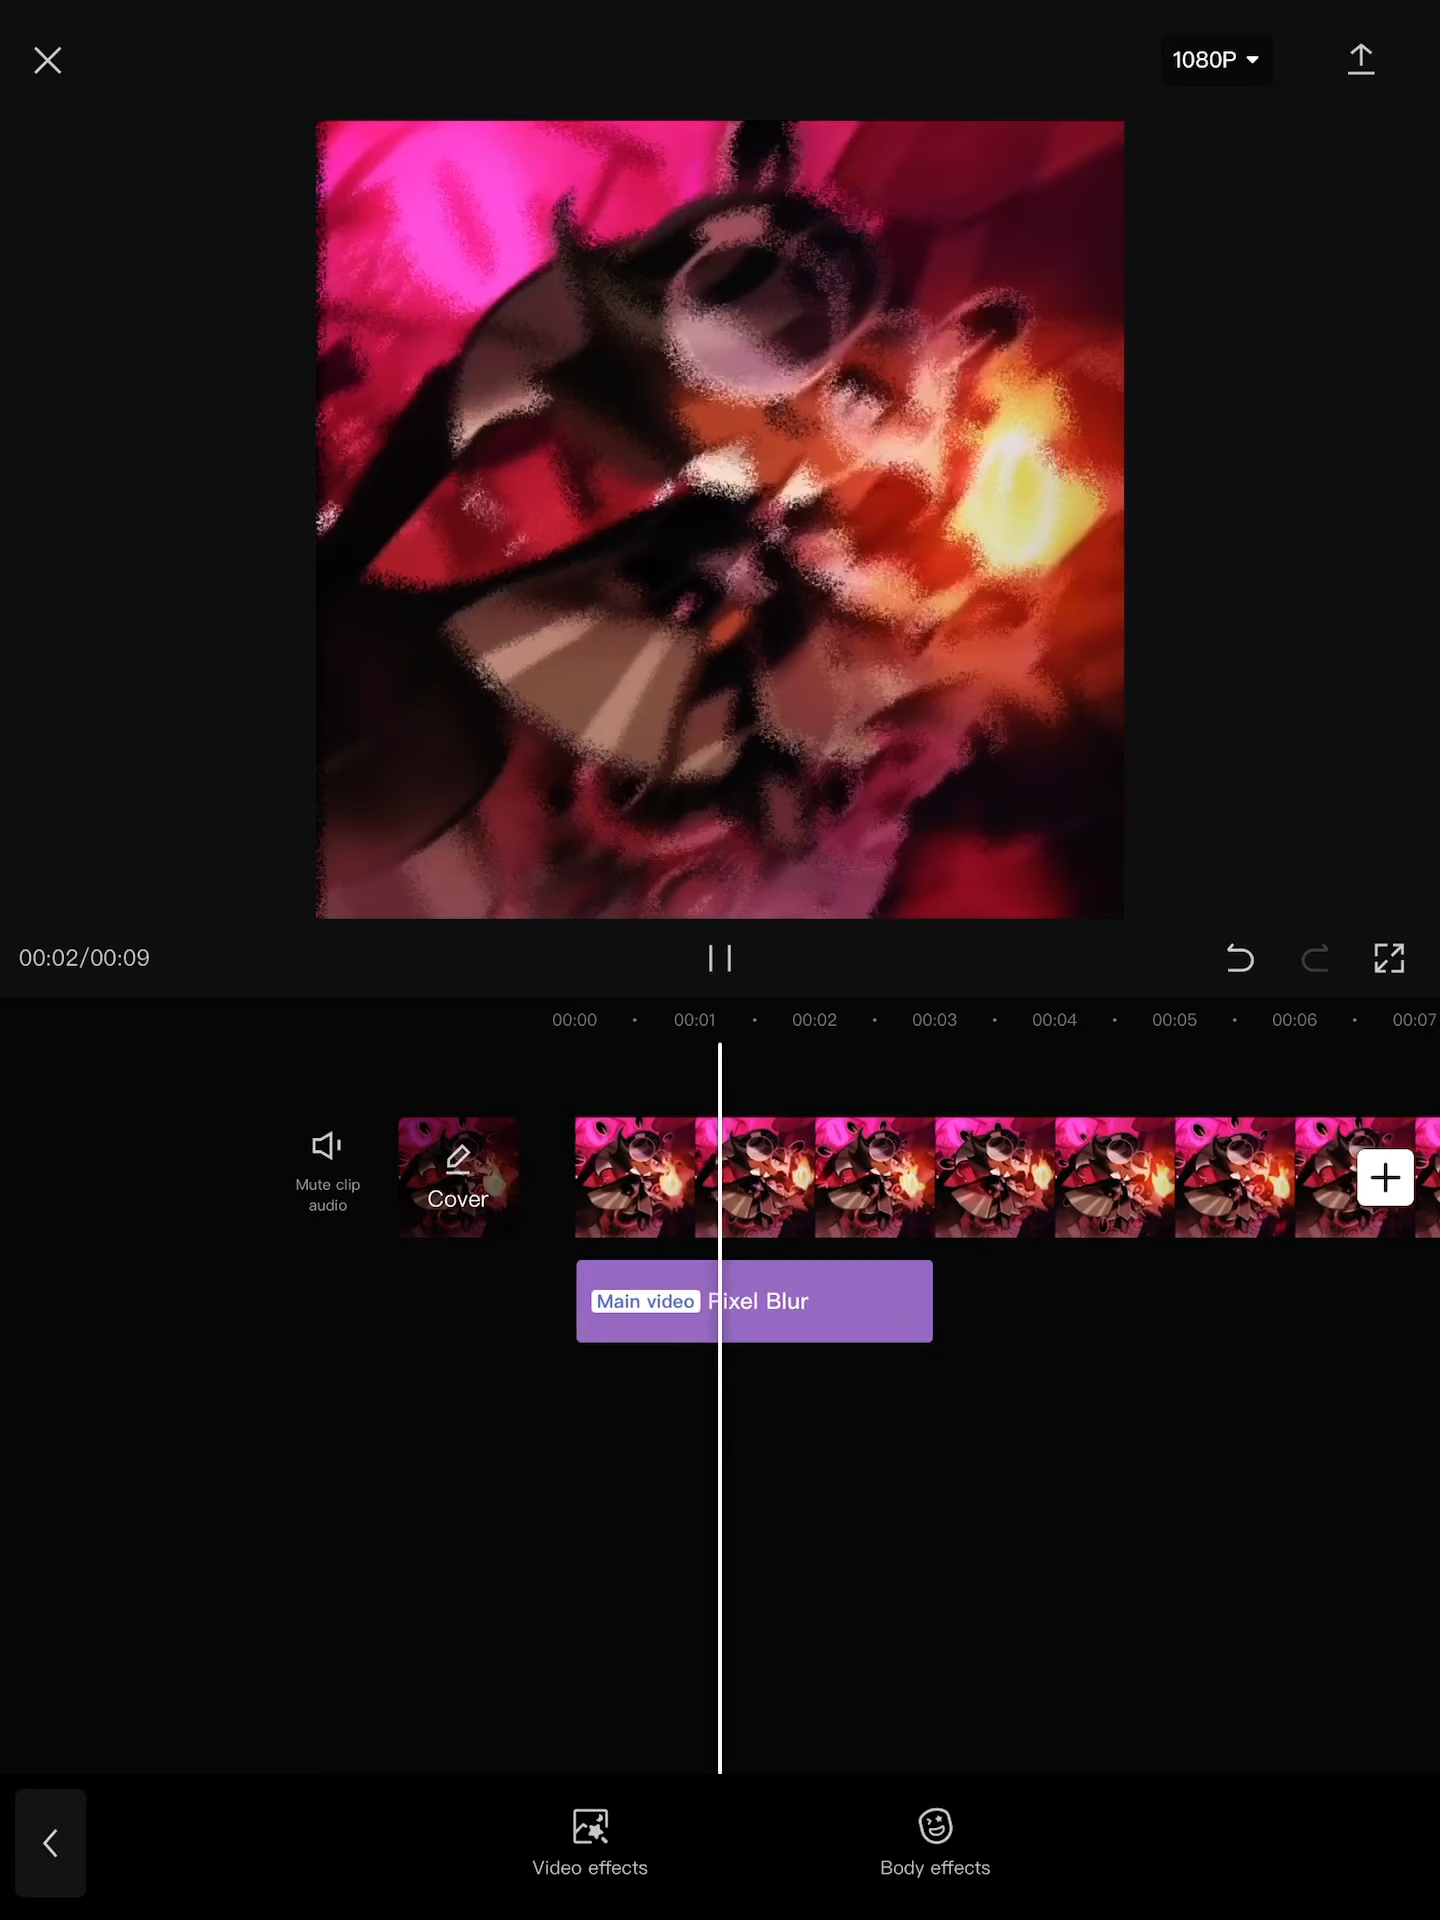 1080P
00:02/00:09
00:00 00:01 00:02 00:03 00:04 00:05 00:06 00:07
Mute clip
audio
Cover
Main video Pixel Blur
Video effects
Body effects